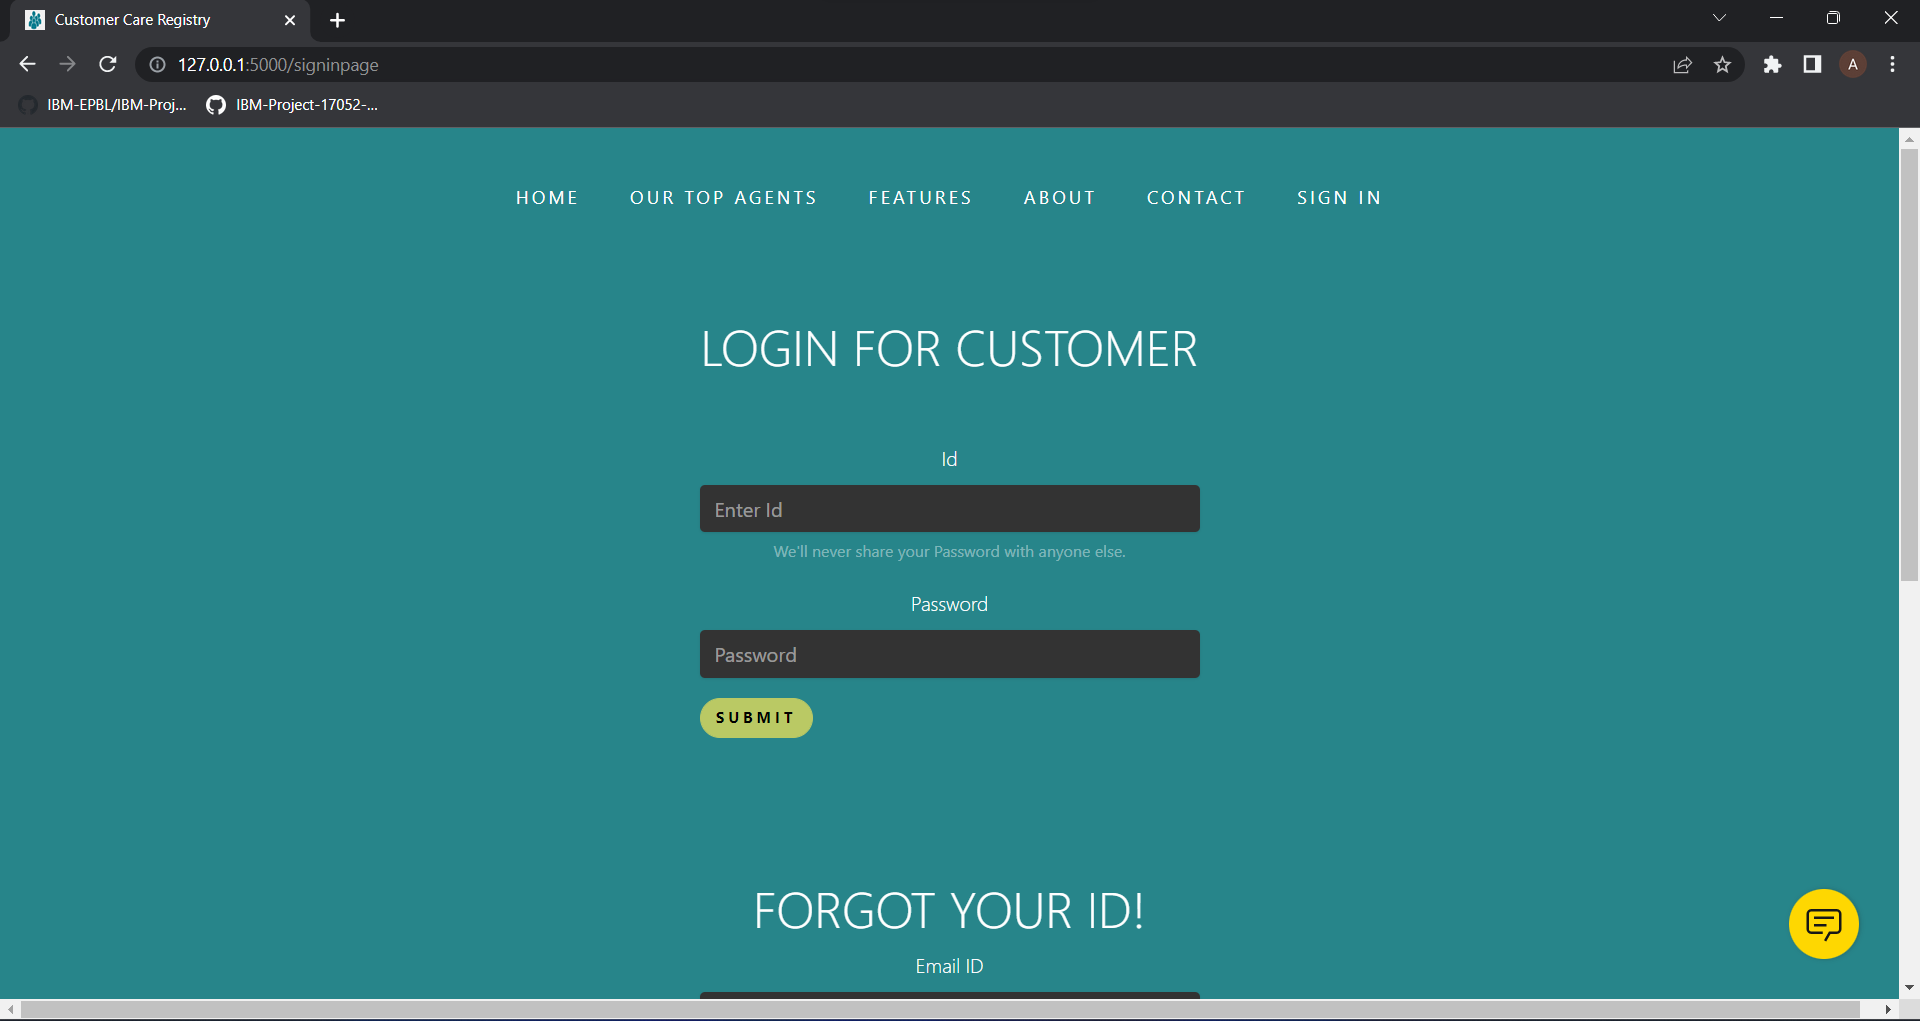 Customer Care Registry
127.0.0.1:5000/signinpage
A
IBM-EPBL/IBM-Proj... IBM-Project-17052-...
HOME OUR TOP AGENTS FEATURES ABOUT CONTACT SIGN IN
LOGIN FOR CUSTOMER
Id
Enter Id
We'll never share your Password with anyone else.
Password
Password
SUBMIT
FORGOT YOUR ID!
Email ID